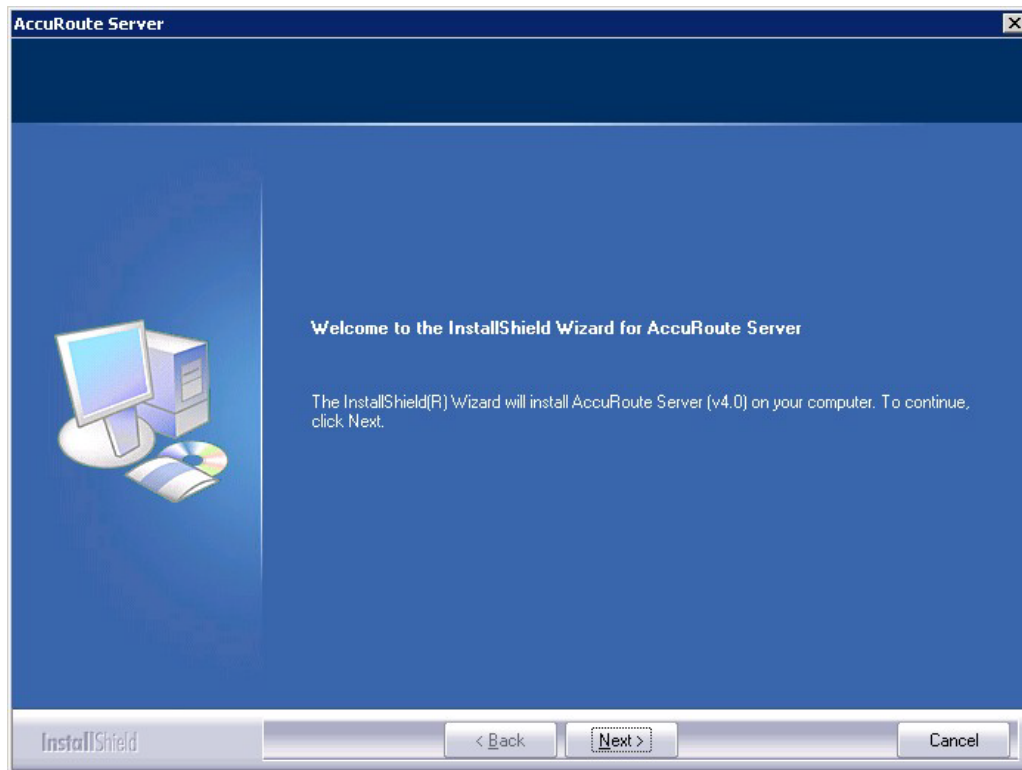 AccuRoute Server
Welcome to the InstallShield Wizard for AccuRoute Server
The InstallShield(R) Wizard will install AccuRoute Server (v4.0) on your computer. To continue,
click Next.
InstallShield
< Back
Next >
Cancel